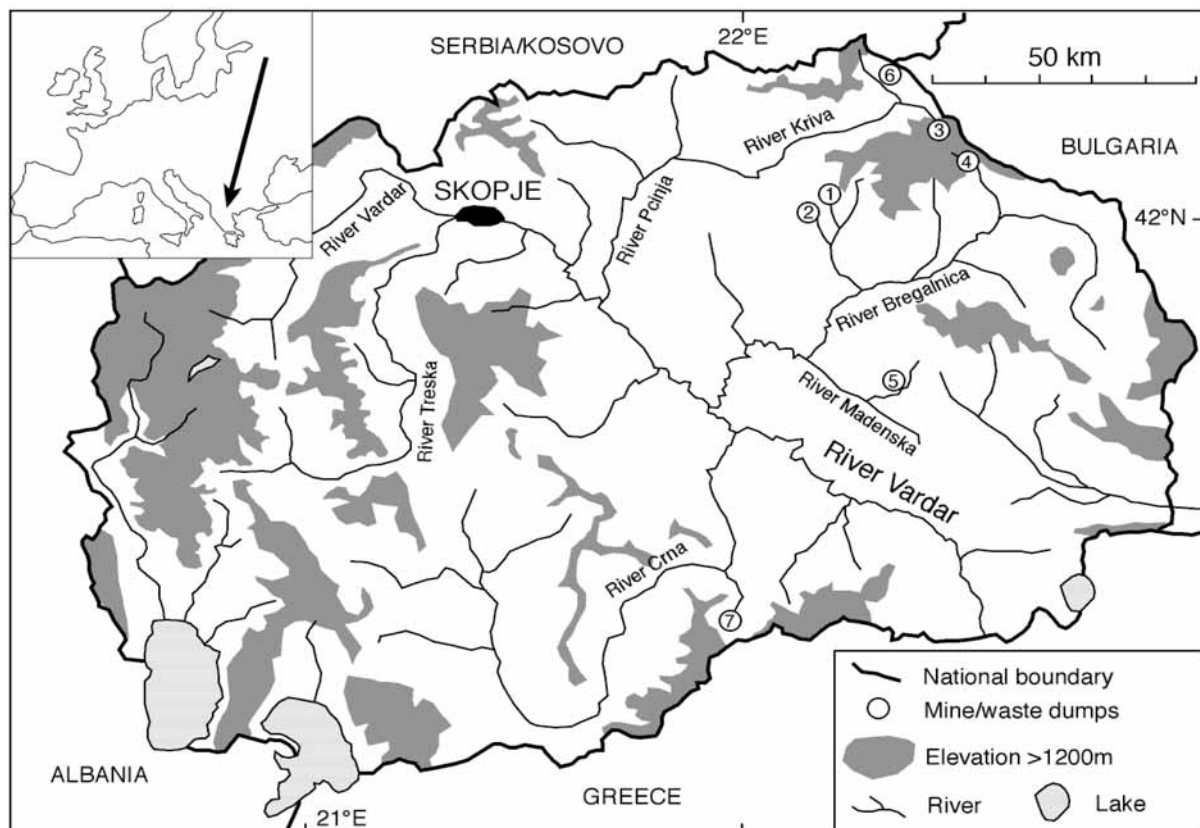 SERBIA/KOSOVO
22°E
50 km
6
River Kriva
3
BULGARIA
4
SKOPJE
1
2
42°N
River Vardar
River Pcinja
River Bregalnica
River Treska
5
River Madenska
River Vardar
River Crna
7
National boundary
Mine/waste dumps
Elevation >1200m
River
Lake
ALBANIA
GREECE
21°E